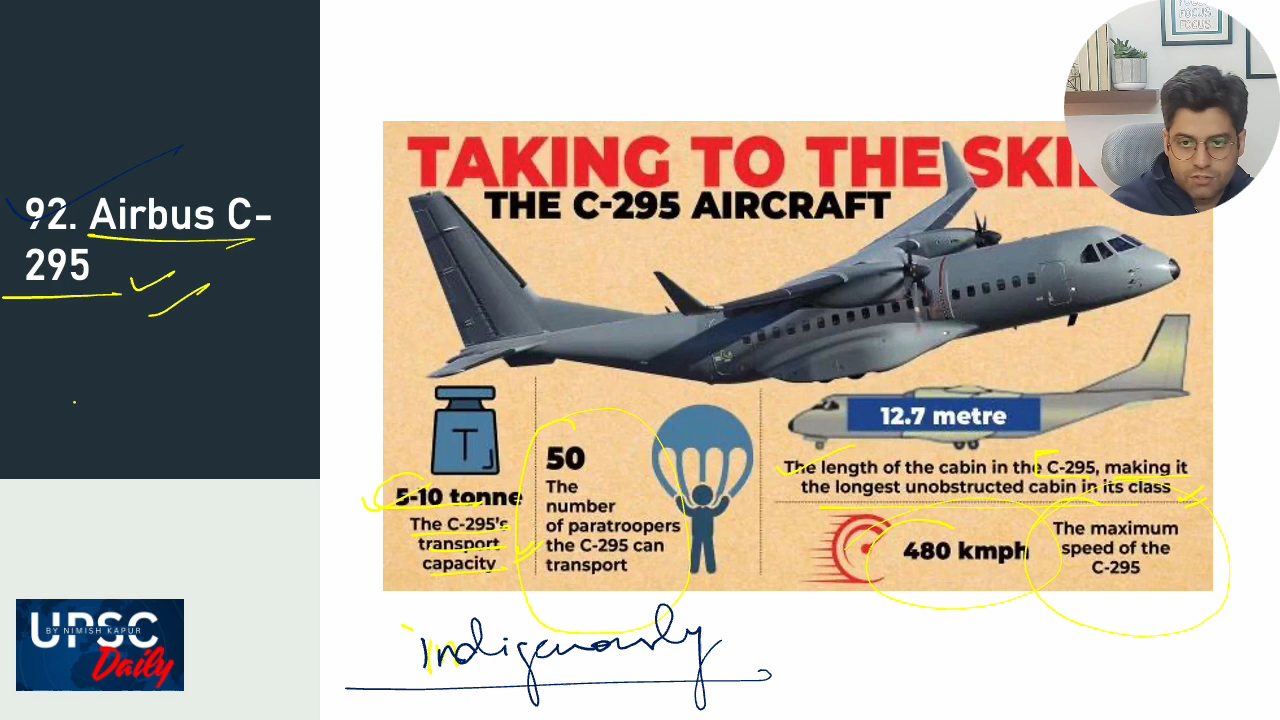 FOCUS
FOCUS
FOCUS
92. Airbus C-
295
TAKING TO THE
THE C-295 AIRCRAFT
12.7 metre
The length of the cabin in the C-295, making it
the longest unobstructed cabin in its class
T
5-10 tonne
The C-295's
transport
capacity
50
The
number
of paratroopers
the C-295 can
transport
480 kmph
The maximum
speed of the
C-295
indigenously
UPSC
BY NIMISH KAPUR
Daily